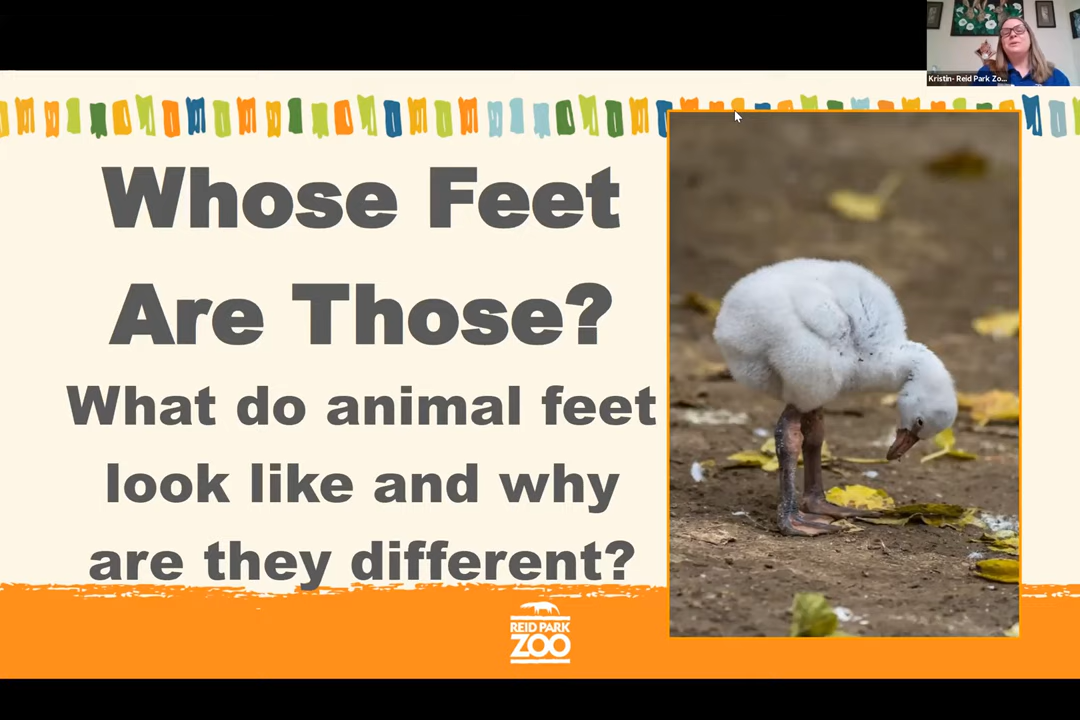 Kristin- Reid Park Zo...
Whose Feet
Are Those?
What do animal feet
look like and why
are they different?
REID PARK
ZOO